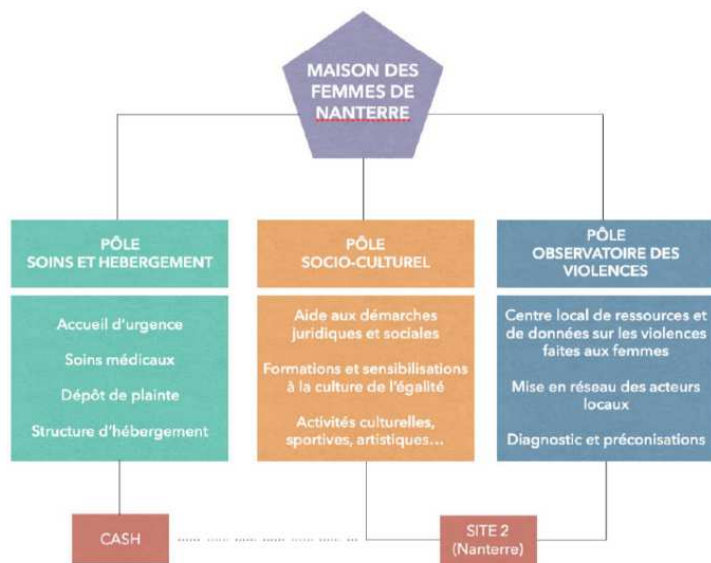 MAISON DES
FEMMES DE
NANTERRE
PÔLE
SOINS ET HEBERGEMENT
Accueil d'urgence
Soins médicaux
Dépôt de plainte
Structure d'hébergement
PÔLE
SOCIO-CULTUREL
Aide aux démarches
juridiques et sociales
Formations et sensibilisations
à la culture de l'égalité
Activités culturelles,
sportives, artistiques…
PÔLE
OBSERVATOIRE DES
VIOLENCES
Centre local de ressources et
de données sur les violences
faites aux femmes
Mise en réseau des acteurs
locaux
Diagnostic et préconisations
CASH
SITE 2
(Nanterre)